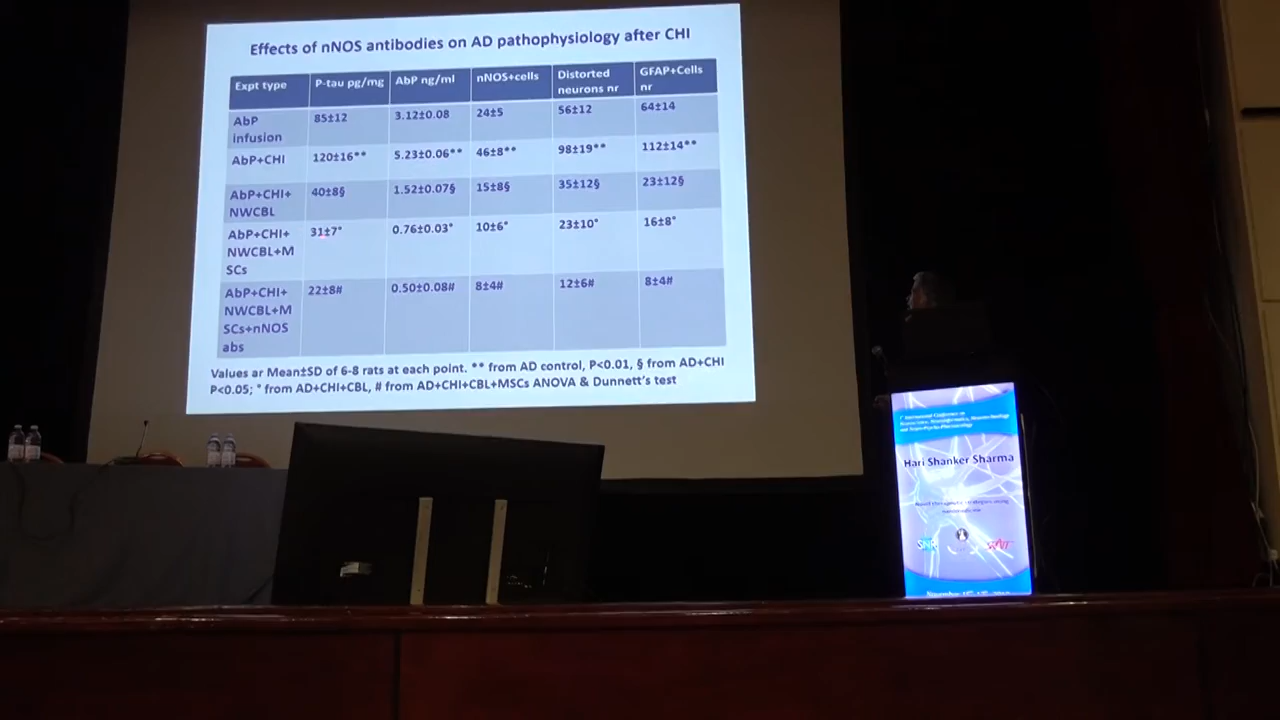 Effects of nNOS antibodies on AD pathophysiology after CHI
Expt type P-tau pg/mg AbP ng/ml nNOS+cells Distorted neurons nr GFAP+Cells nr
AbP infusion 85±12 3.12±0.08 24±5 56±12 64±14
AbP+CHI 120±16** 5.23±0.06** 46±8** 98±19** 112±14**
AbP+CHI+ NWCBL 40±8§ 1.52±0.07§ 15±8§ 35±12§ 23±12§
AbP+CHI+ NWCBL+M SCs 31±7* 0.76±0.03* 10±6* 23±10* 16±8*
AbP+CHI+ NWCBL+M SCs+nNOS abs 22±8# 0.50±0.08# 8±4# 12±6# 8±4#
Values ar Mean±SD of 6-8 rats at each point. ** from AD control, P<0.01, § from AD+CHI
P<0.05; * from AD+CHI+CBL, # from AD+CHI+CBL+MSCs ANOVA & Dunnett's test
International Conference on
Hari Shanker Sharma